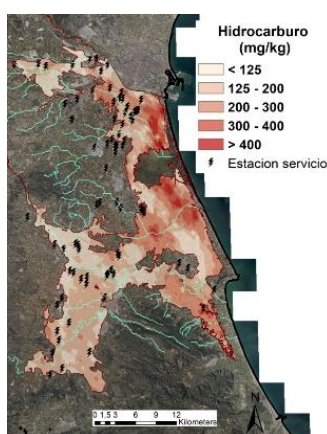 Hidrocarburo
(mg/kg)
< 125
125 - 200
200 - 300
300 - 400
> 400
Estacion servicio
0 1,5 3 6 9 12
Kilometers
N